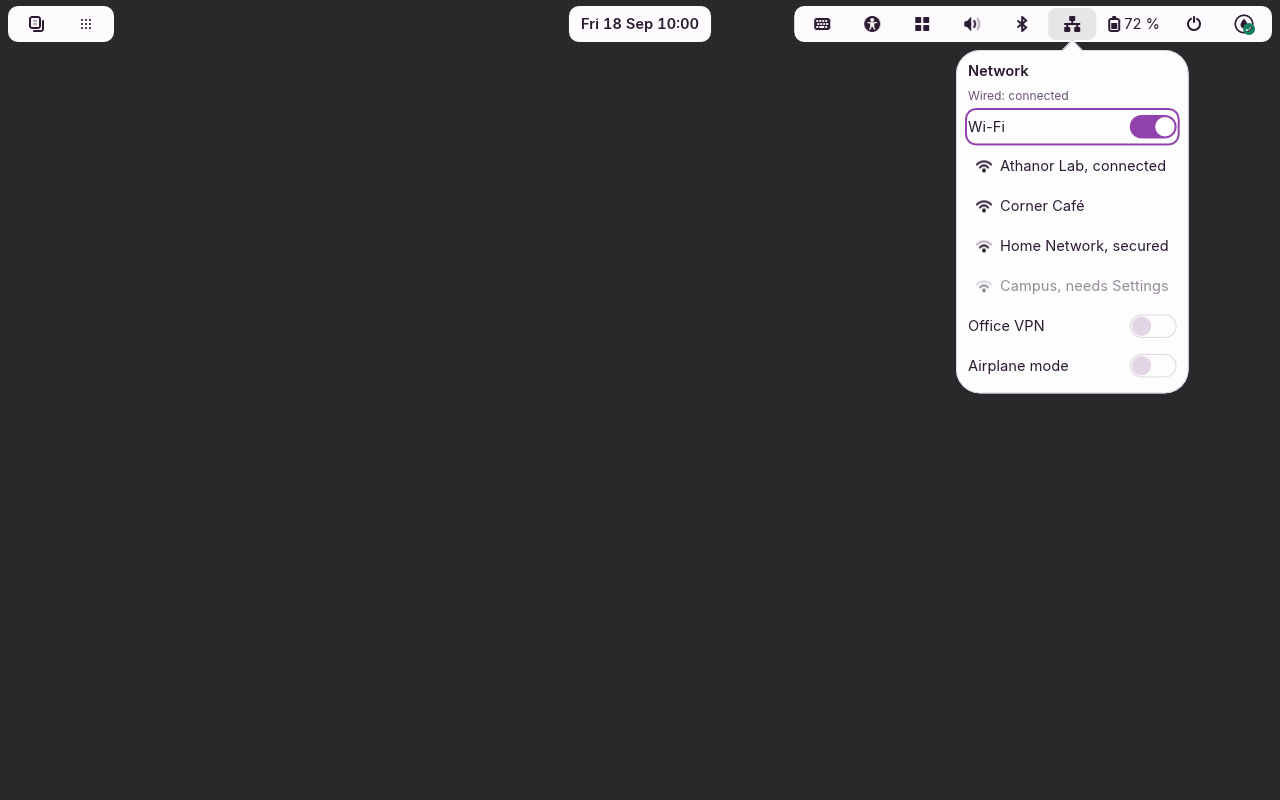 Fri 18 Sep 10:00
72 %
Network
Wired: connected
Wi-Fi
Athanor Lab, connected
Corner Café
Home Network, secured
Campus, needs Settings
Office VPN
Airplane mode